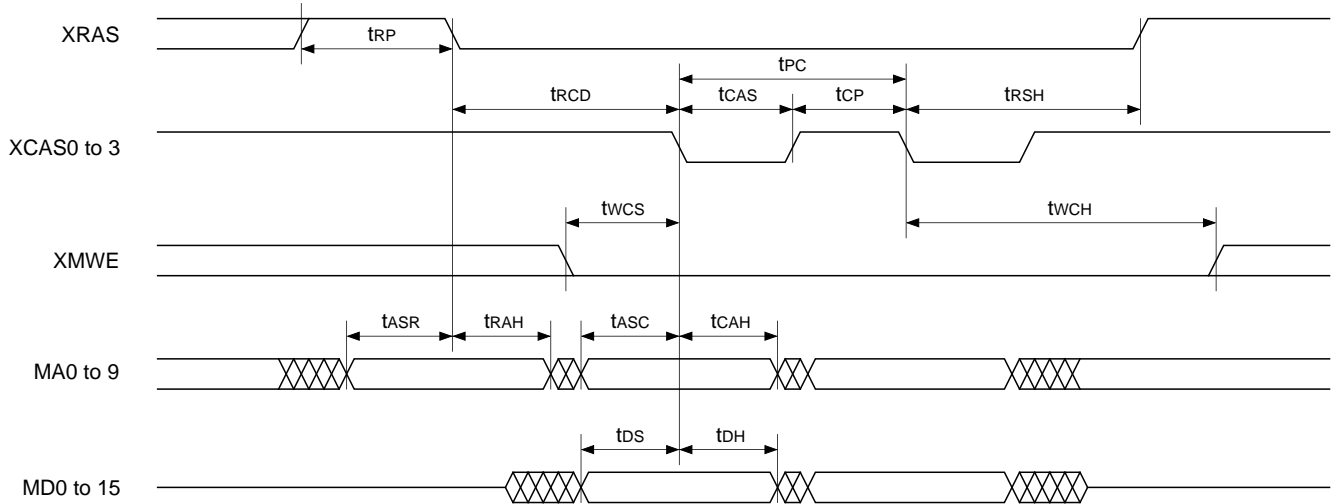 XRAS
tRP
tPC
tRCD
tCAS
tCP
tRSH
XCAS0 to 3
tWCS
tWCH
XMWE
tASR
tRAH
tASC
tCAH
MA0 to 9
tDS
tDH
MD0 to 15